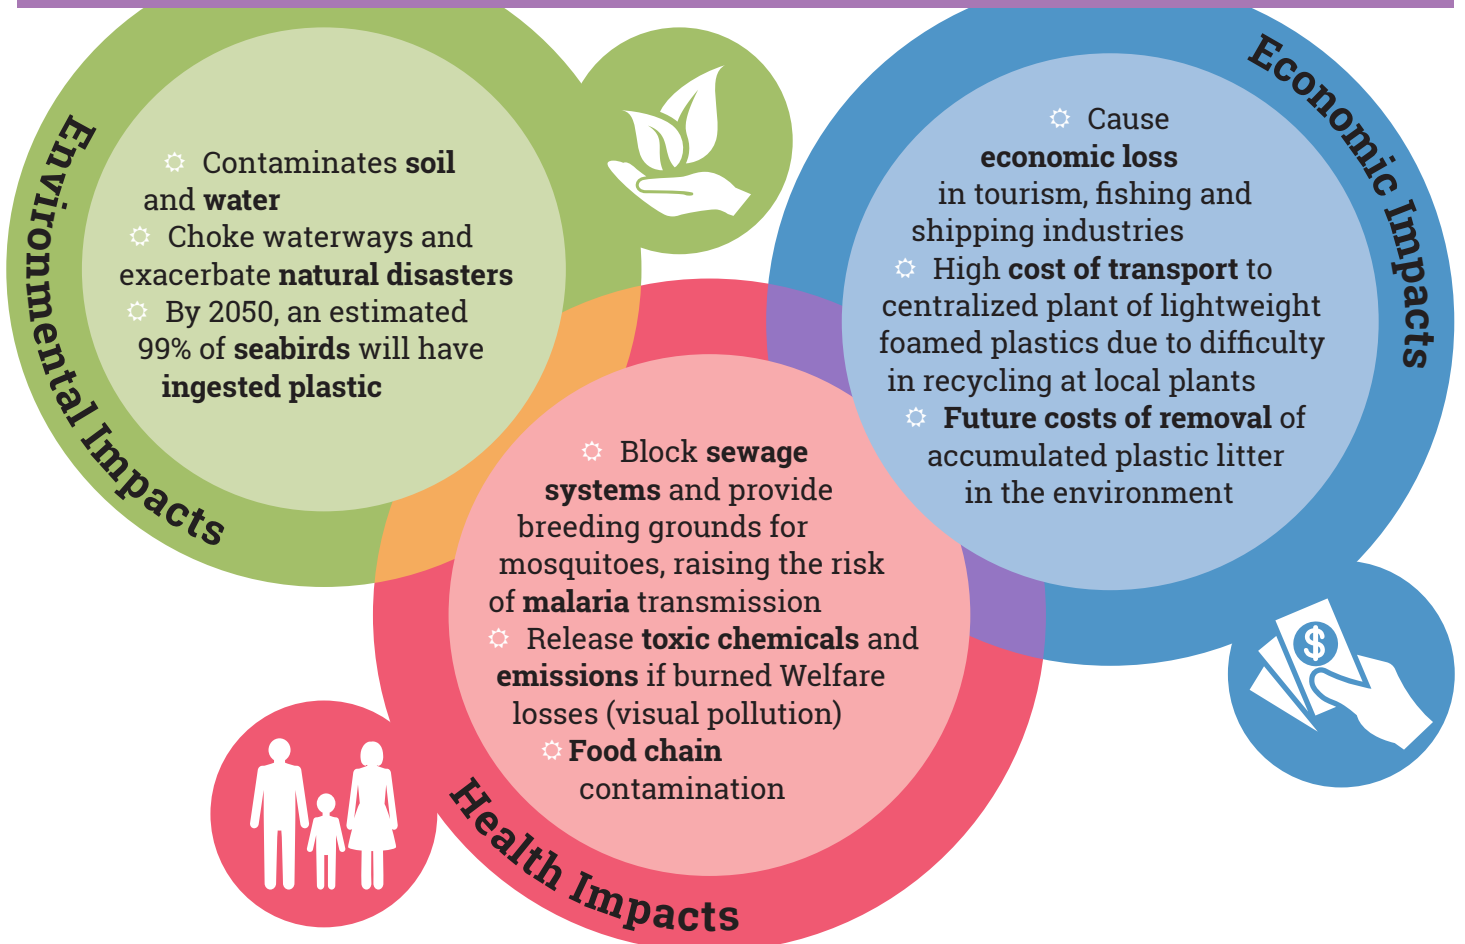 Environmental Impacts
Contaminates soil
and water
Choke waterways and
exacerbate natural disasters
By 2050, an estimated
99% of seabirds will have
ingested plastic
Economic Impacts
Cause
economic loss
in tourism, fishing and
shipping industries
High cost of transport to
centralized plant of lightweight
foamed plastics due to difficulty
in recycling at local plants
Future costs of removal of
accumulated plastic litter
in the environment
$
Block sewage
systems and provide
breeding grounds for
mosquitoes, raising the risk
of malaria transmission
Release toxic chemicals and
emissions if burned Welfare
losses (visual pollution)
Food chain
contamination
Health Impacts